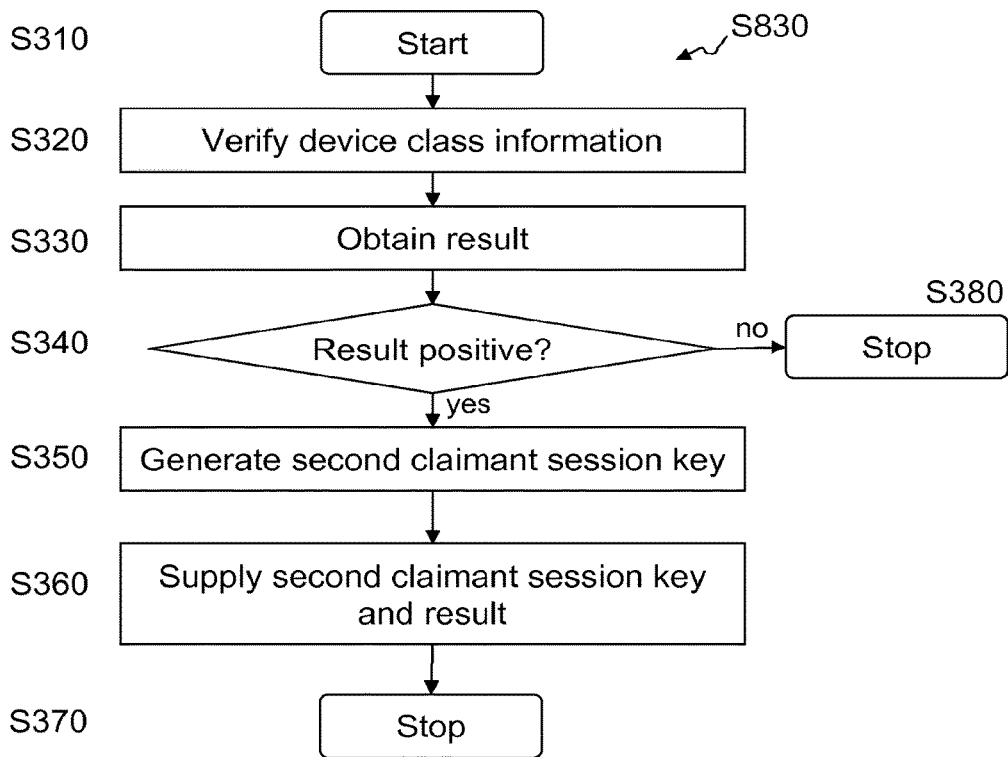 S310
Start
S830
S320
Verify device class information
S330
Obtain result
S380
S340
Result positive?
no
Stop
yes
S350
Generate second claimant session key
S360
Supply second claimant session key
and result
S370
Stop